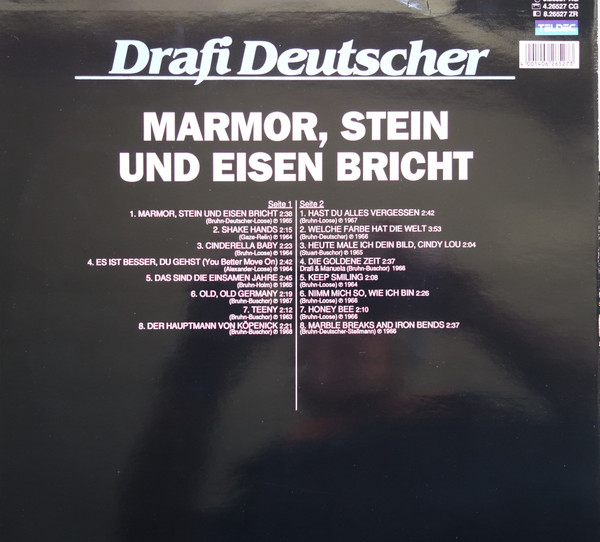 4.26527 CG
8.26527 ZR
TELDEC
Drafi Deutscher
MARMOR, STEIN
UND EISEN BRICHT
Seite 1
1. MARMOR, STEIN UND EISEN BRICHT 2:38
(Bruhn-Deutscher-Loose) ℗ 1965
2. SHAKE HANDS 2:15
(Gaze-Relin) ℗ 1964
3. CINDERELLA BABY 2:23
(Bruhn-Loose) ℗ 1964
4. ES IST BESSER, DU GEHST (You Better Move On) 2:42
(Alexander-Loose) ℗ 1964
5. DAS SIND DIE EINSAMEN JAHRE 2:45
(Bruhn-Holm) ℗ 1965
6. OLD, OLD GERMANY 2:19
(Bruhn-Buschor) ℗ 1967
7. TEENY 2:12
(Bruhn-Buschor) ℗ 1963
8. DER HAUPTMANN VON KÖPENICK 2:21
(Bruhn-Buschor) ℗ 1968
Seite 2
1. HAST DU ALLES VERGESSEN 2:42
(Bruhn-Loose) ℗ 1967
2. WELCHE FARBE HAT DIE WELT 3:53
(Bruhn-Deutscher) ℗ 1966
3. HEUTE MALE ICH DEIN BILD, CINDY LOU 2:04
(Stuart-Buschor) ℗ 1965
4. DIE GOLDENE ZEIT 2:37
Drafi & Manuela (Bruhn-Buschor) 1966
5. KEEP SMILING 2:08
(Bruhn-Loose) ℗ 1964
6. NIMM MICH SO, WIE ICH BIN 2:26
(Bruhn-Loose) ℗ 1966
7. HONEY BEE 2:10
(Bruhn-Loose) ℗ 1966
8. MARBLE BREAKS AND IRON BENDS 2:37
(Bruhn-Deutscher-Stellmann) ℗ 1966